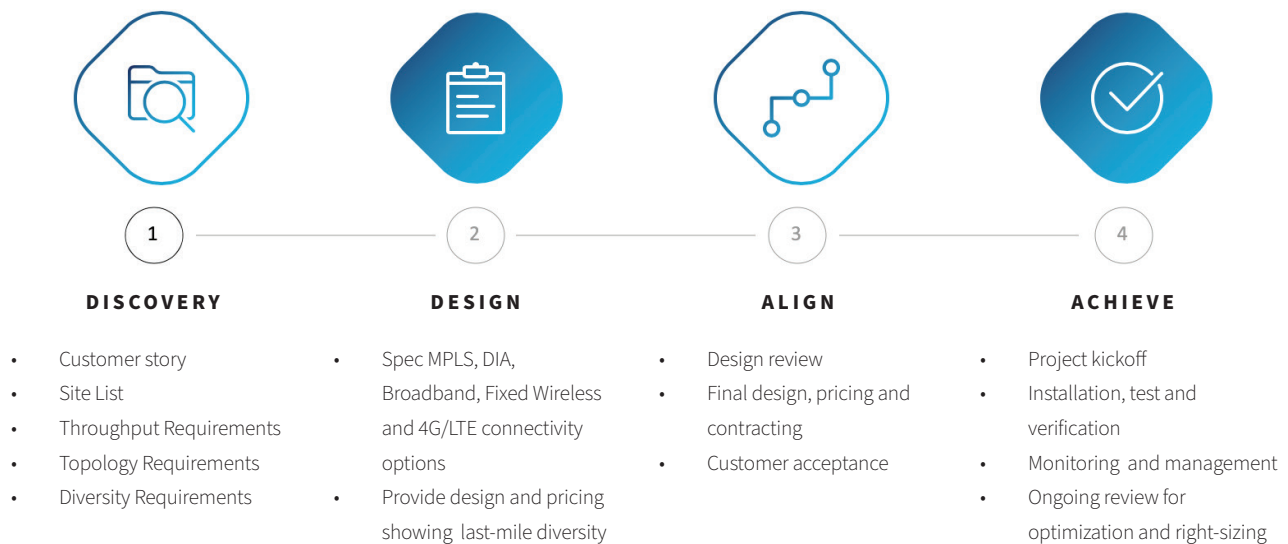 1
DISCOVERY
• Customer story
• Site List
• Throughput Requirements
• Topology Requirements
• Diversity Requirements
2
DESIGN
• Spec MPLS, DIA,
Broadband, Fixed Wireless
and 4G/LTE connectivity
options
• Provide design and pricing
showing last-mile diversity
3
ALIGN
• Design review
• Final design, pricing and
contracting
• Customer acceptance
4
ACHIEVE
• Project kickoff
• Installation, test and
verification
• Monitoring and management
• Ongoing review for
optimization and right-sizing